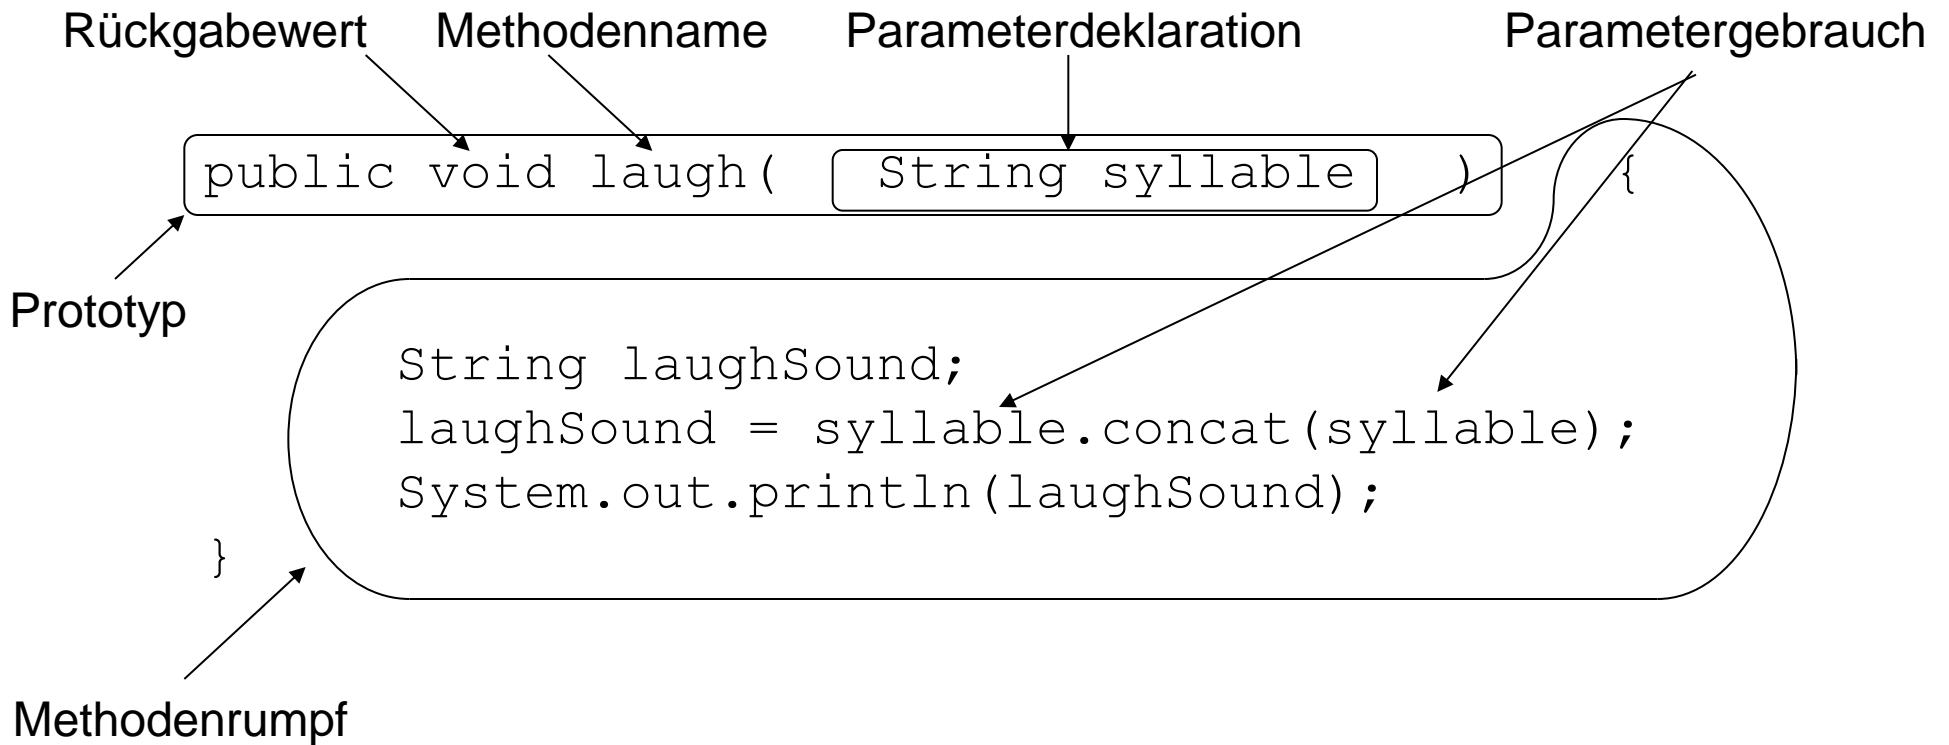 Rückgabewert Methodenname Parameterdeklaration Parametergebrauch
public void laugh( String syllable ) {
Prototyp
String laughSound;
laughSound = syllable.concat(syllable);
System.out.println(laughSound);
}
Methodenrumpf